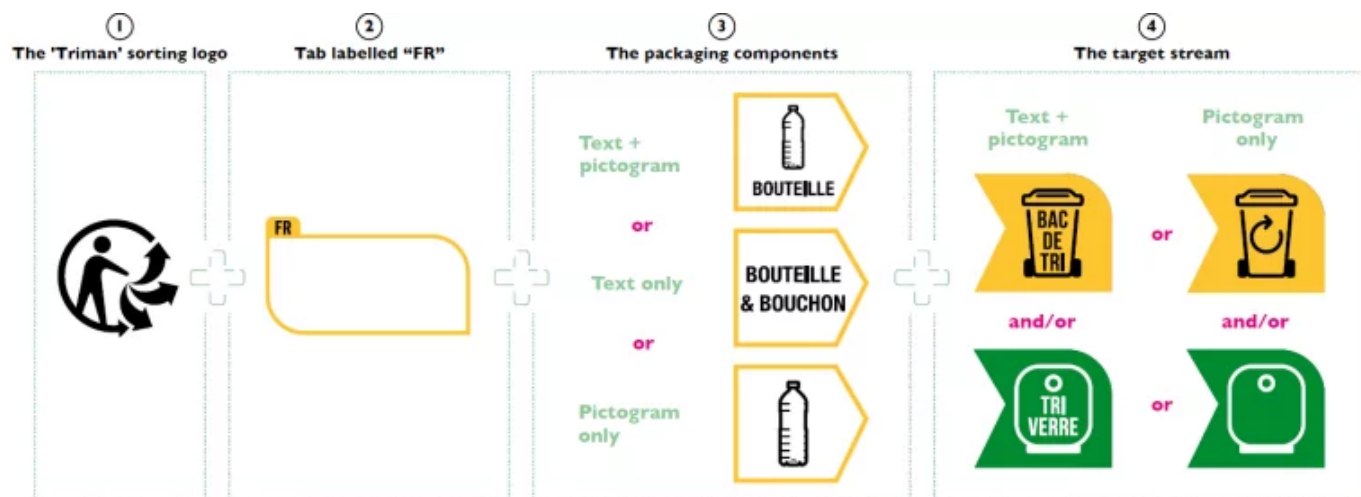 1
The 'Triman' sorting logo
2
Tab labelled “FR”
FR
3
The packaging components
Text +
pictogram
BOUTEILLE
or
Text only
BOUTEILLE
& BOUCHON
or
Pictogram
only
4
The target stream
Text +
pictogram
Pictogram
only
BAC
DE
TRI
or
and/or
and/or
TRI
VERRE
or